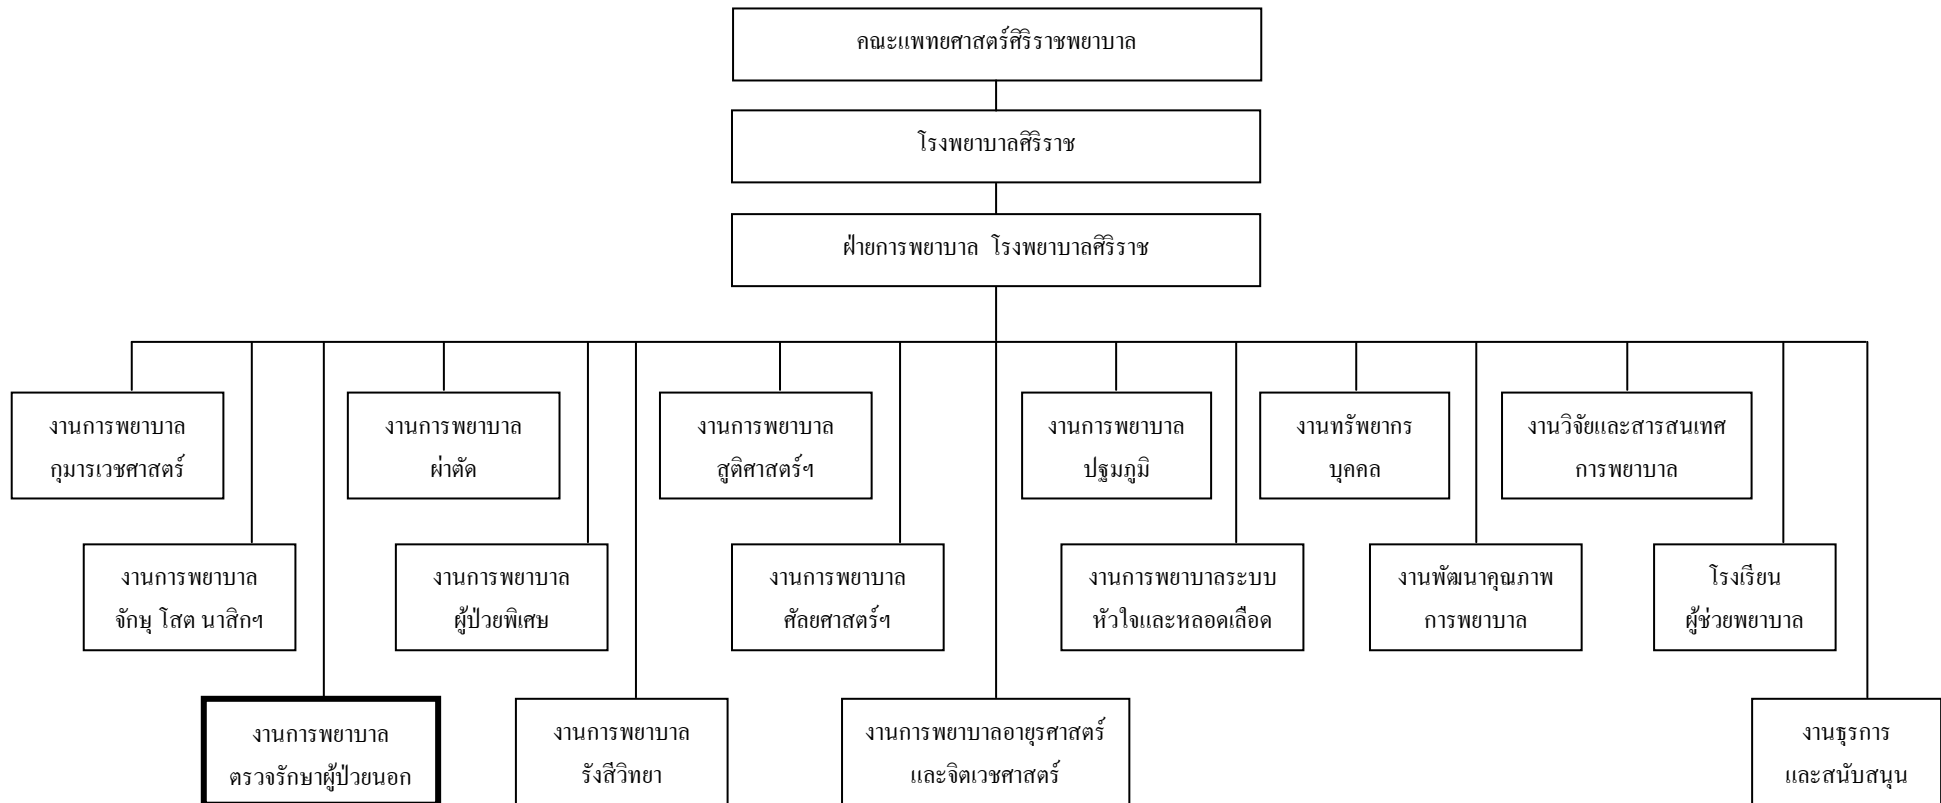 คณะแพทยศาสตร์ศิริราชพยาบาล
โรงพยาบาลศิริราช
ฝ่ายการพยาบาล โรงพยาบาลศิริราช
งานการพยาบาล
กุมารเวชศาสตร์
งานการพยาบาล
ผ่าตัด
งานการพยาบาล
สูติศาสตร์ฯ
งานการพยาบาล
ปฐมภูมิ
งานทรัพยากร
บุคคล
งานวิจัยและสารสนเทศ
การพยาบาล
งานการพยาบาล
จักษุ โสต นาสิกฯ
งานการพยาบาล
ผู้ป่วยพิเศษ
งานการพยาบาล
ศัลยศาสตร์ฯ
งานการพยาบาลระบบ
หัวใจและหลอดเลือด
งานพัฒนาคุณภาพ
การพยาบาล
โรงเรียน
ผู้ช่วยพยาบาล
งานการพยาบาล
ตรวจรักษาผู้ป่วยนอก
งานการพยาบาล
รังสีวิทยา
งานการพยาบาลอายุรศาสตร์
และจิตเวชศาสตร์
งานธุรการ
และสนับสนุน